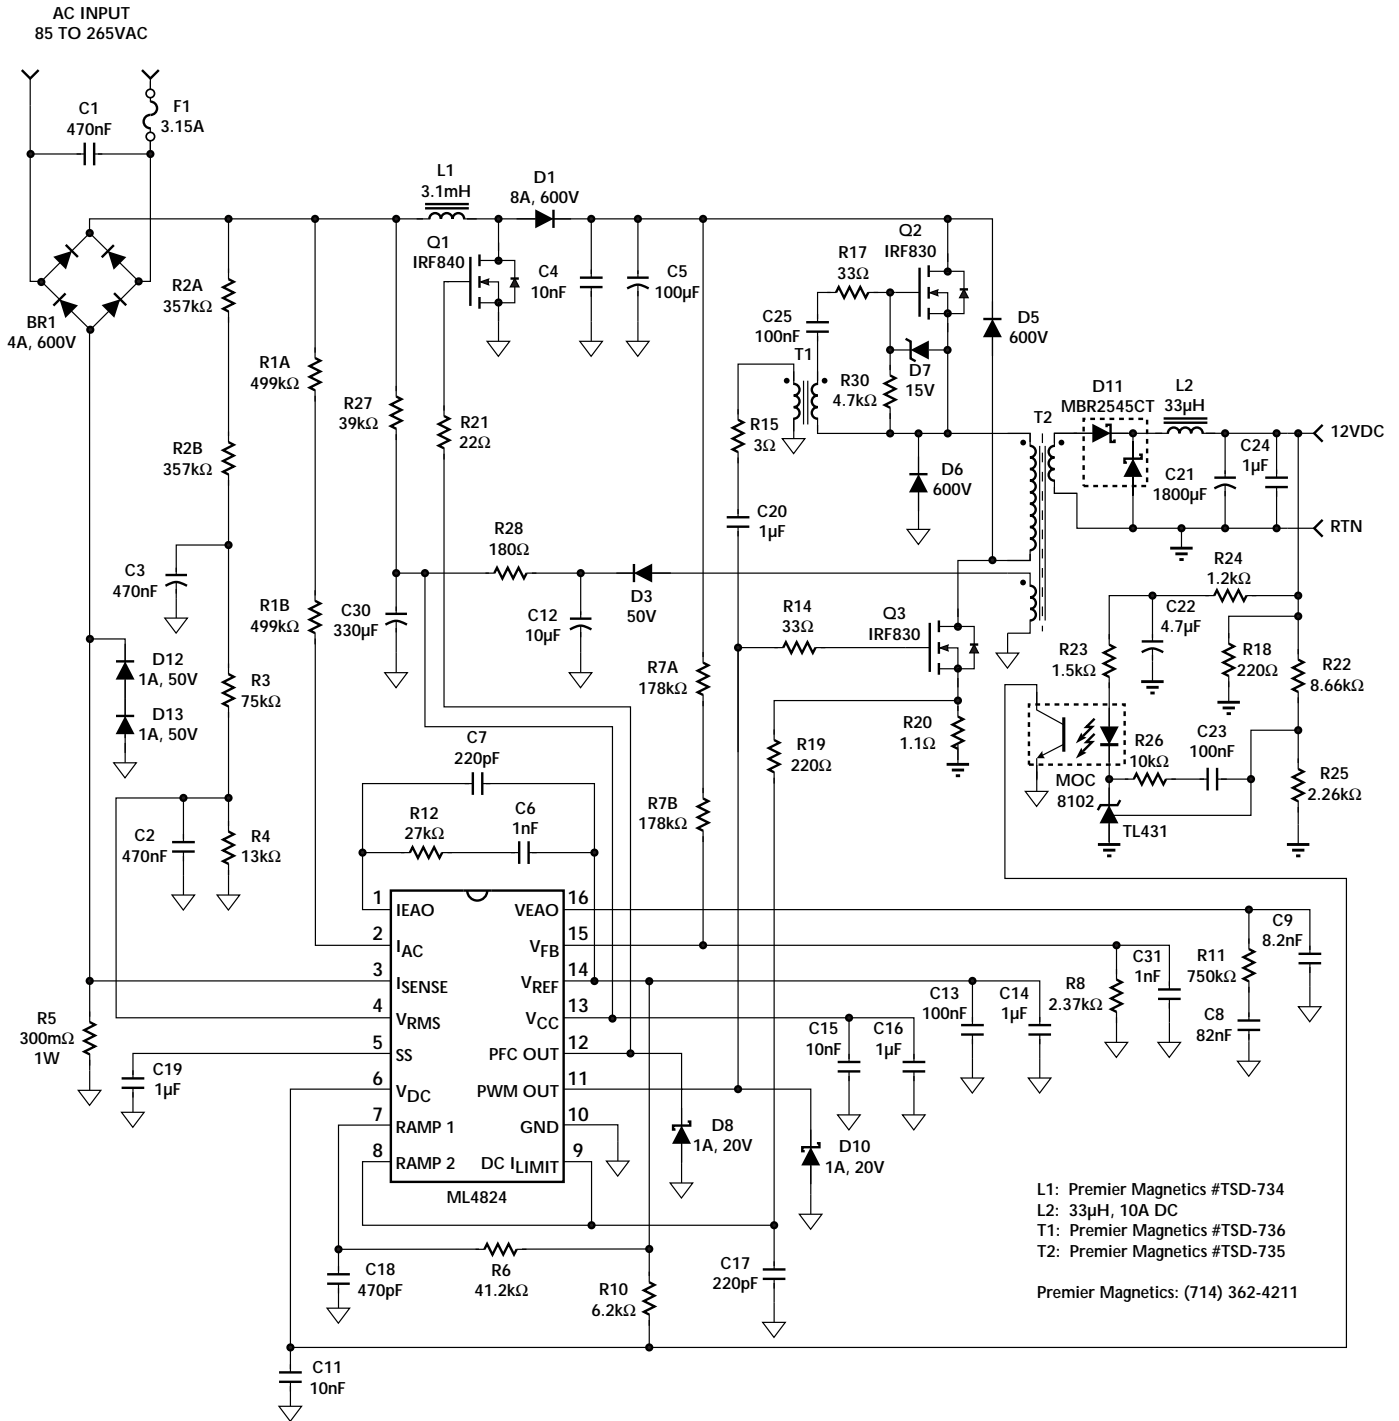 AC INPUT
85 TO 265VAC
C1
470nF
F1
3.15A
L1
3.1mH
D1
8A, 600V
Q1
IRF840
C4
10nF
C5
100µF
R17
33Ω
Q2
IRF830
C25
100nF
D5
600V
BR1
4A, 600V
R2A
357kΩ
R1A
499kΩ
R27
39kΩ
R21
22Ω
T1
R30
4.7kΩ
D7
15V
R15
3Ω
D11
MBR2545CT
L2
33µH
T2
12VDC
R2B
357kΩ
D6
600V
C21
1800µF
C24
1µF
C20
1µF
RTN
R28
180Ω
C3
470nF
R1B
499kΩ
C30
330µF
C12
10µF
D3
50V
R14
33Ω
Q3
IRF830
R24
1.2kΩ
C22
4.7µF
R23
1.5kΩ
R18
220Ω
R22
8.66kΩ
D12
1A, 50V
D13
1A, 50V
R3
75kΩ
R7A
178kΩ
C7
220pF
R19
220Ω
R20
1.1Ω
MOC
8102
R26
10kΩ
C23
100nF
R25
2.26kΩ
TL431
C2
470nF
R4
13kΩ
R12
27kΩ
C6
1nF
R7B
178kΩ
1
IEAO
VEAO
16
2
IAC
VFB
15
3
ISENSE
VREF
14
4
VRMS
VCC
13
5
SS
PFC OUT
12
6
VDC
PWM OUT
11
7
RAMP 1
GND
10
8
RAMP 2
DC ILIMIT
9
ML4824
R5
300mΩ
1W
C19
1µF
C15
10nF
C16
1µF
C13
100nF
C14
1µF
R8
2.37kΩ
C31
1nF
R11
750kΩ
C9
8.2nF
C8
82nF
D8
1A, 20V
D10
1A, 20V
C18
470pF
R6
41.2kΩ
R10
6.2kΩ
C17
220pF
C11
10nF
L1: Premier Magnetics #TSD-734
L2: 33µH, 10A DC
T1: Premier Magnetics #TSD-736
T2: Premier Magnetics #TSD-735
Premier Magnetics: (714) 362-4211